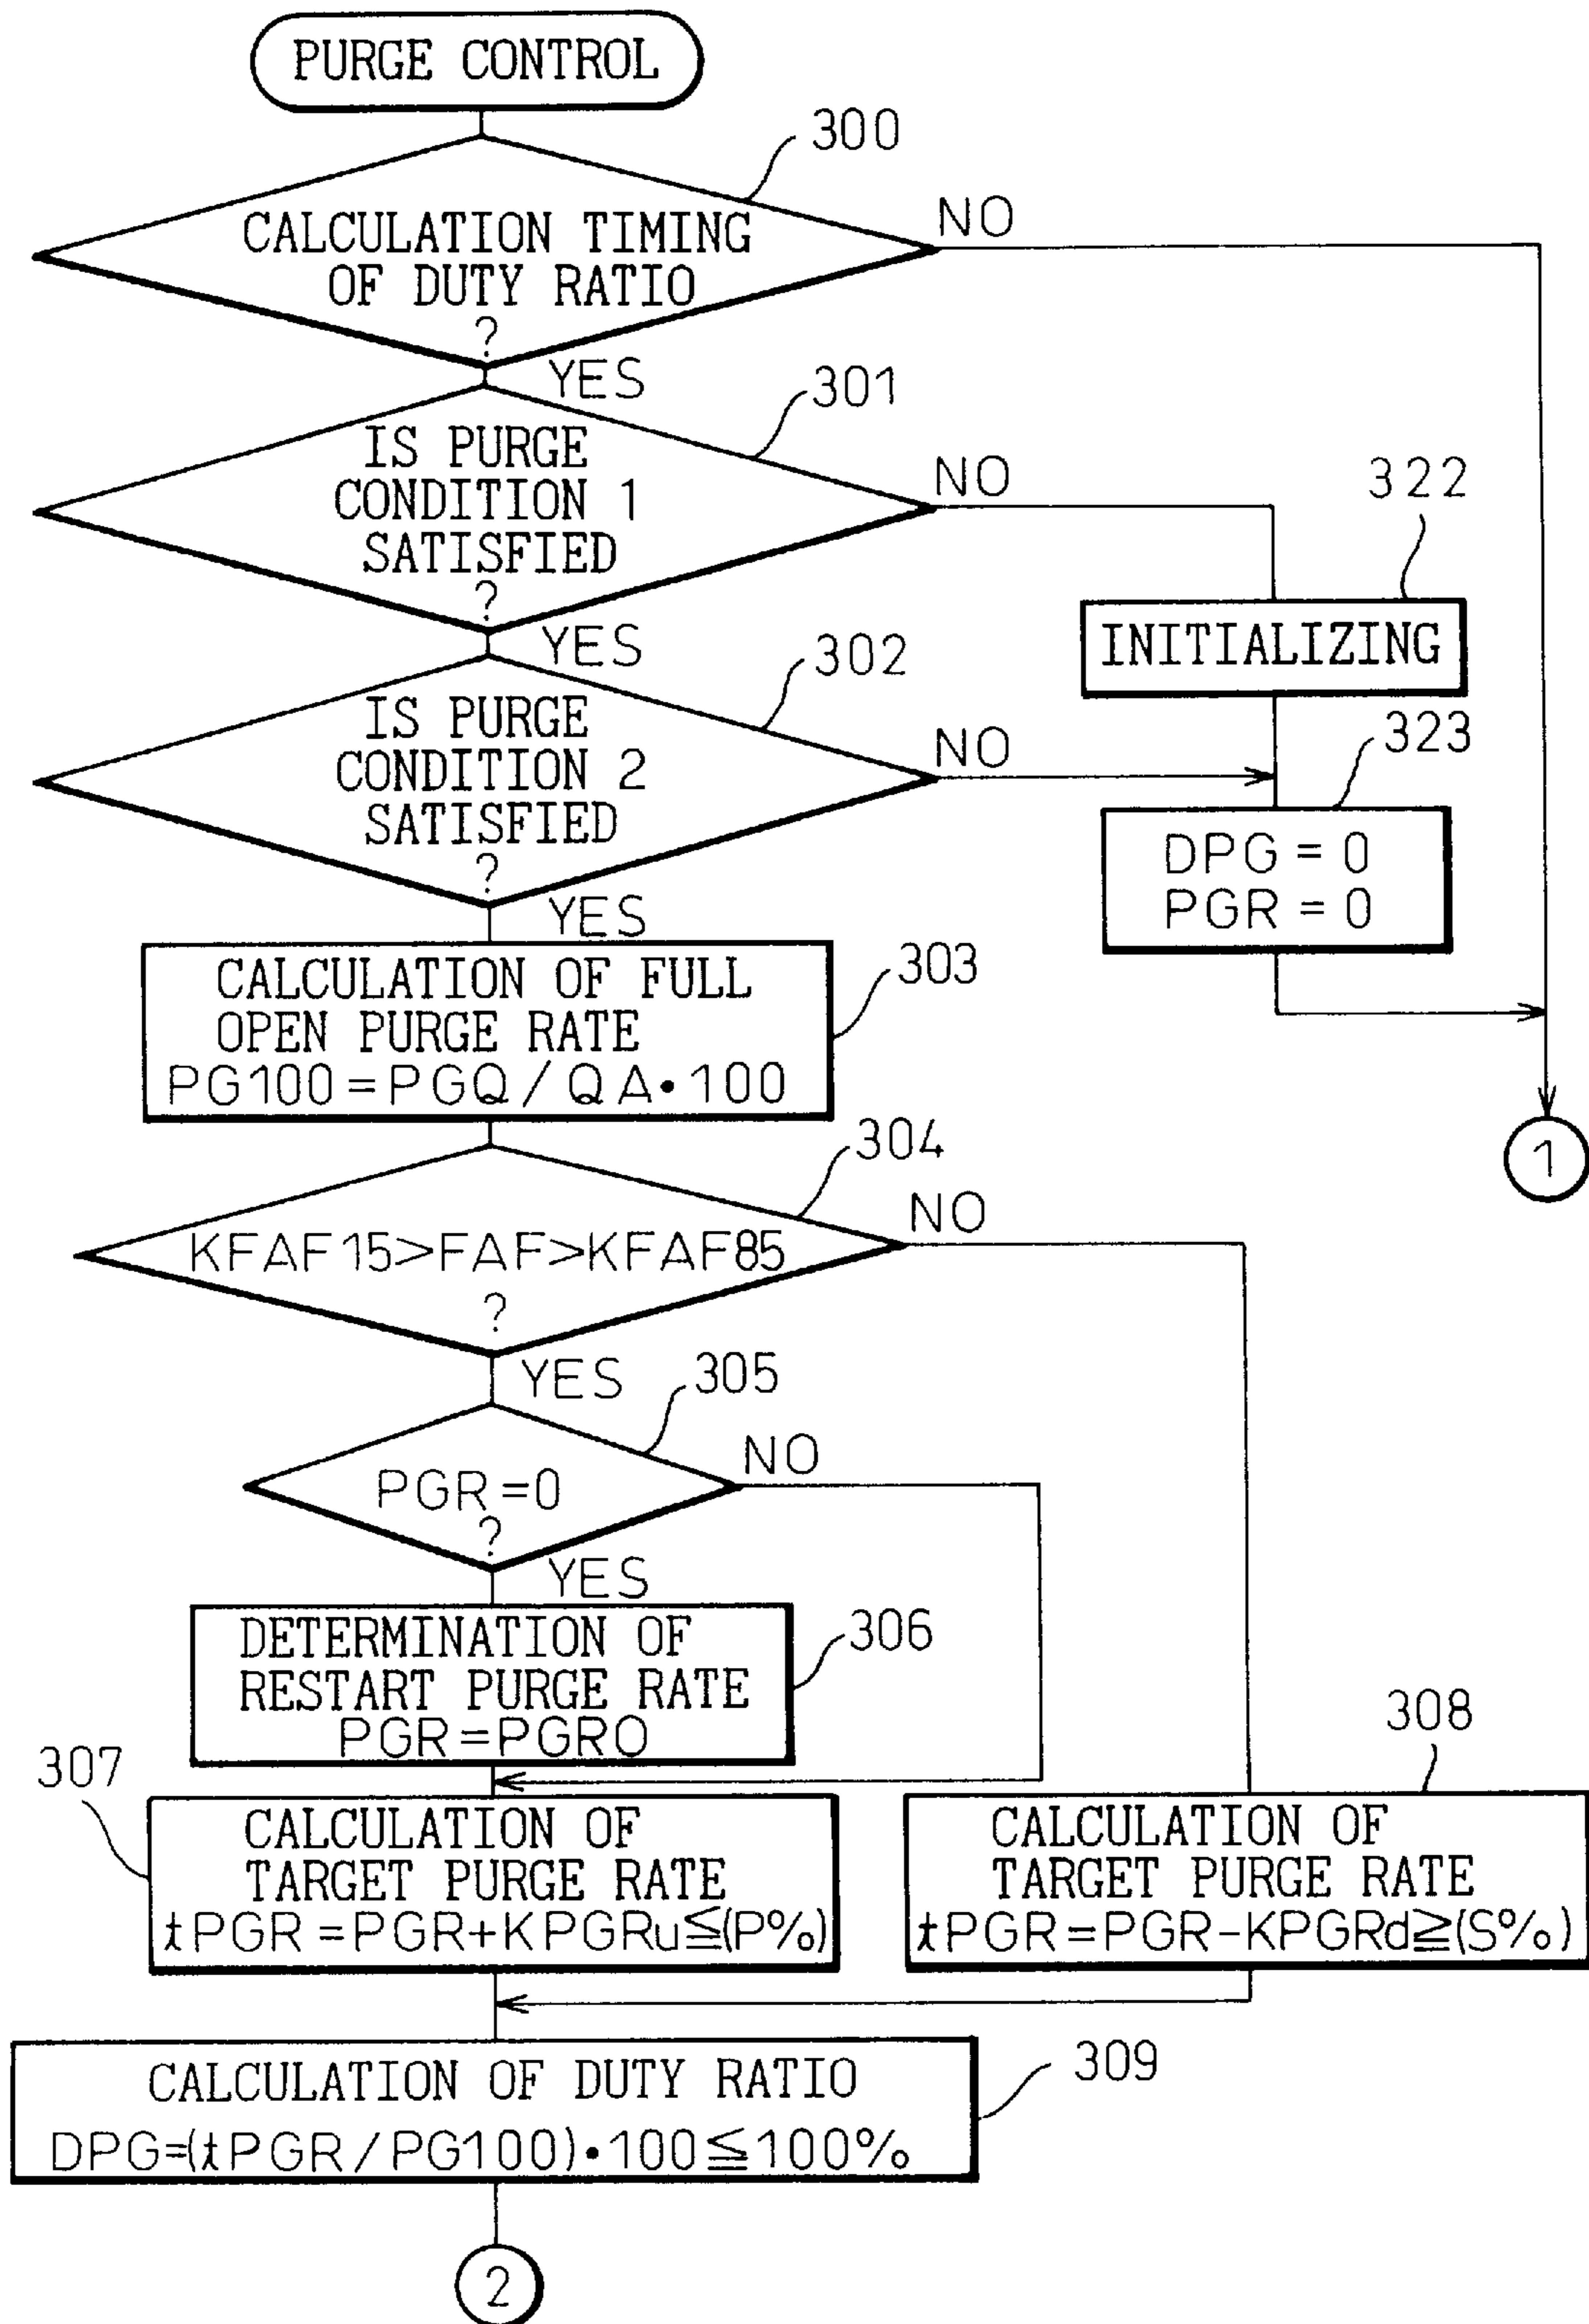 PURGE CONTROL
300
CALCULATION TIMING
OF DUTY RATIO
?
NO
YES
301
IS PURGE
CONDITION 1
SATISFIED
?
NO
322
INITIALIZING
YES
302
IS PURGE
CONDITION 2
SATISFIED
?
NO
323
DPG = 0
PGR = 0
YES
303
CALCULATION OF FULL
OPEN PURGE RATE
PG100 = PGQ / QA•100
1
304
KFAF15>FAF>KFAF85
?
NO
YES
305
PGR=0
?
NO
YES
306
DETERMINATION OF
RESTART PURGE RATE
PGR=PGRO
307
CALCULATION OF
TARGET PURGE RATE
tPGR=PGR+KPGRu≦(P%)
308
CALCULATION OF
TARGET PURGE RATE
tPGR=PGR-KPGRd≧(S%)
309
CALCULATION OF DUTY RATIO
DPG=(tPGR/PG100)•100≦100%
2